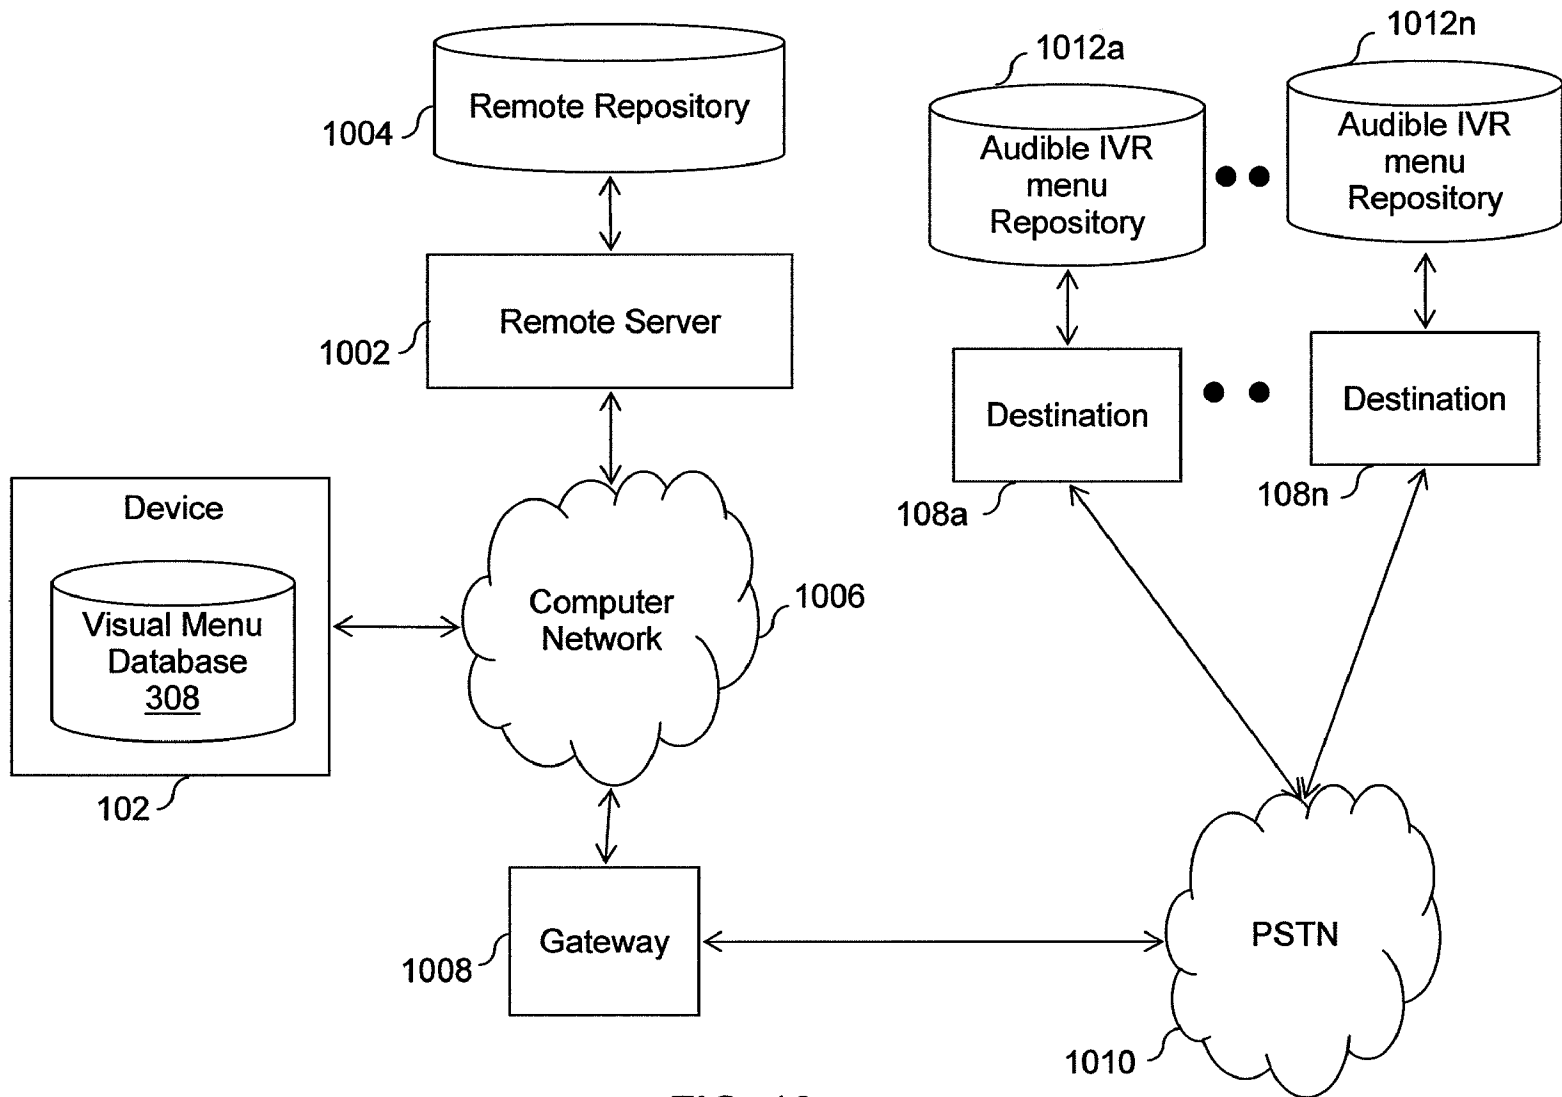 1012n
1012a
Remote Repository
1004
Audible IVR
menu
Repository
Audible IVR
menu
Repository
Remote Server
1002
Destination
Destination
108a
108n
Device
Visual Menu
Database
308
102
Computer
Network
1006
Gateway
1008
PSTN
1010